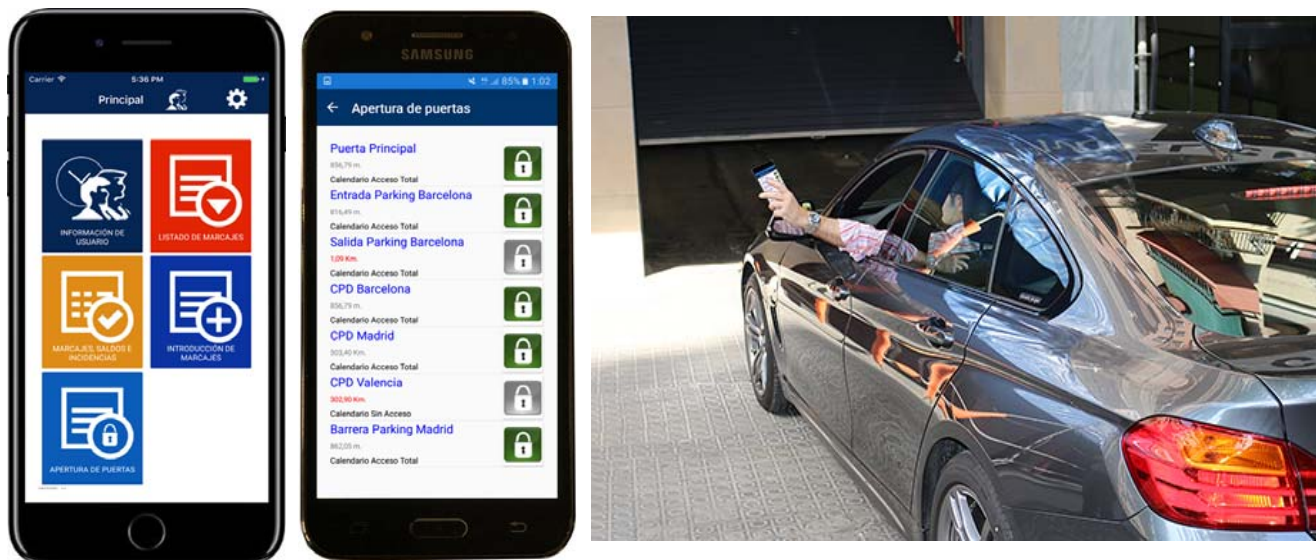 Carrier
5:36 PM
Principal
INFORMACIÓN DE
USUARIO
LISTADO DE MARCAJES
MARCAJES, SALDOS E
INCIDENCIAS
INTRODUCCIÓN DE
MARCAJES
APERTURA DE PUERTAS
SAMSUNG
85% 1:02
Apertura de puertas
Puerta Principal
856,79 m.
Calendario Acceso Total
Entrada Parking Barcelona
816,49 m.
Calendario Acceso Total
Salida Parking Barcelona
1,09 Km.
Calendario Acceso Total
CPD Barcelona
856,79 m.
Calendario Acceso Total
CPD Madrid
503,40 Km.
Calendario Acceso Total
CPD Valencia
302,90 Km.
Calendario Sin Acceso
Barrera Parking Madrid
862,05 m.
Calendario Acceso Total